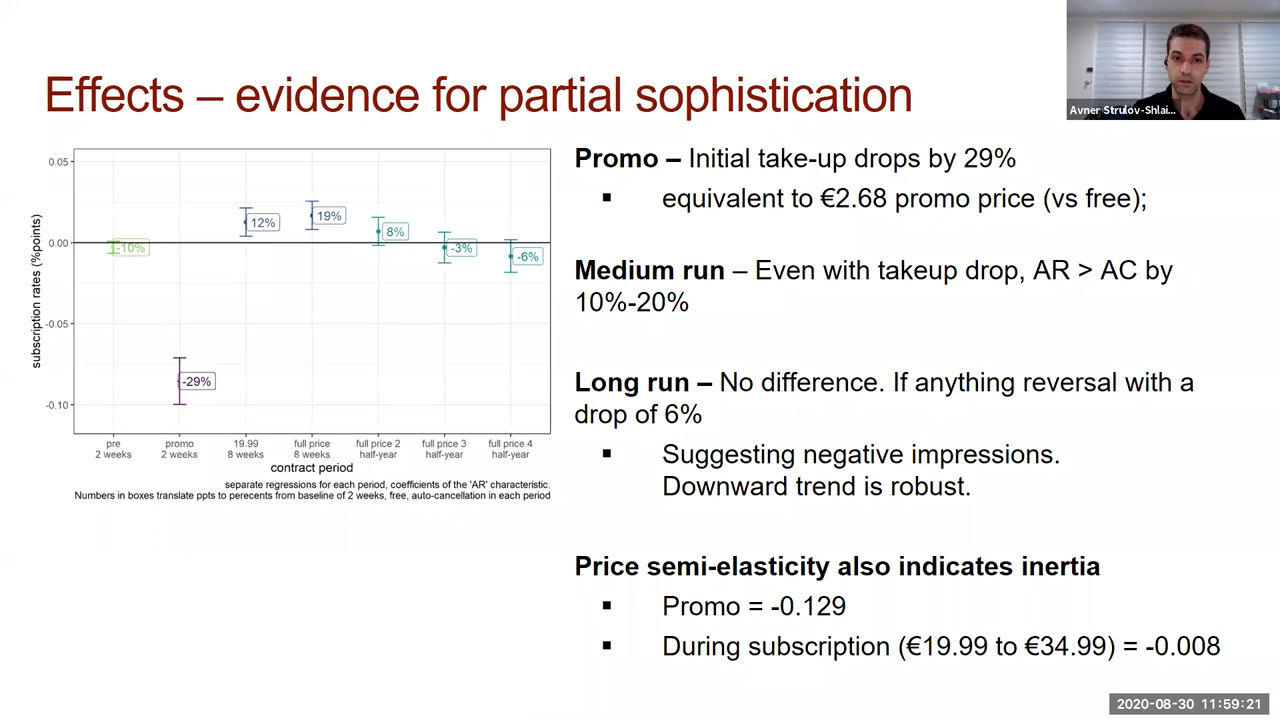 Effects – evidence for partial sophistication
Avner Strulov-Shlai...
0.05
0.00
-0.05
-0.10
subscription rates (%points)
-10%
-29%
12%
19%
8%
-3%
-6%
pre
2 weeks
promo
2 weeks
19.99
8 weeks
full price
8 weeks
full price 2
half-year
full price 3
half-year
full price 4
half-year
contract period
separate regressions for each period, coefficients of the 'AR' characteristic.
Numbers in boxes translate ppts to perecents from baseline of 2 weeks, free, auto-cancellation in each period
Promo – Initial take-up drops by 29%
▪ equivalent to €2.68 promo price (vs free);
Medium run – Even with takeup drop, AR > AC by
10%-20%
Long run – No difference. If anything reversal with a
drop of 6%
▪ Suggesting negative impressions.
Downward trend is robust.
Price semi-elasticity also indicates inertia
▪ Promo = -0.129
▪ During subscription (€19.99 to €34.99) = -0.008
2020-08-30 11:59:21